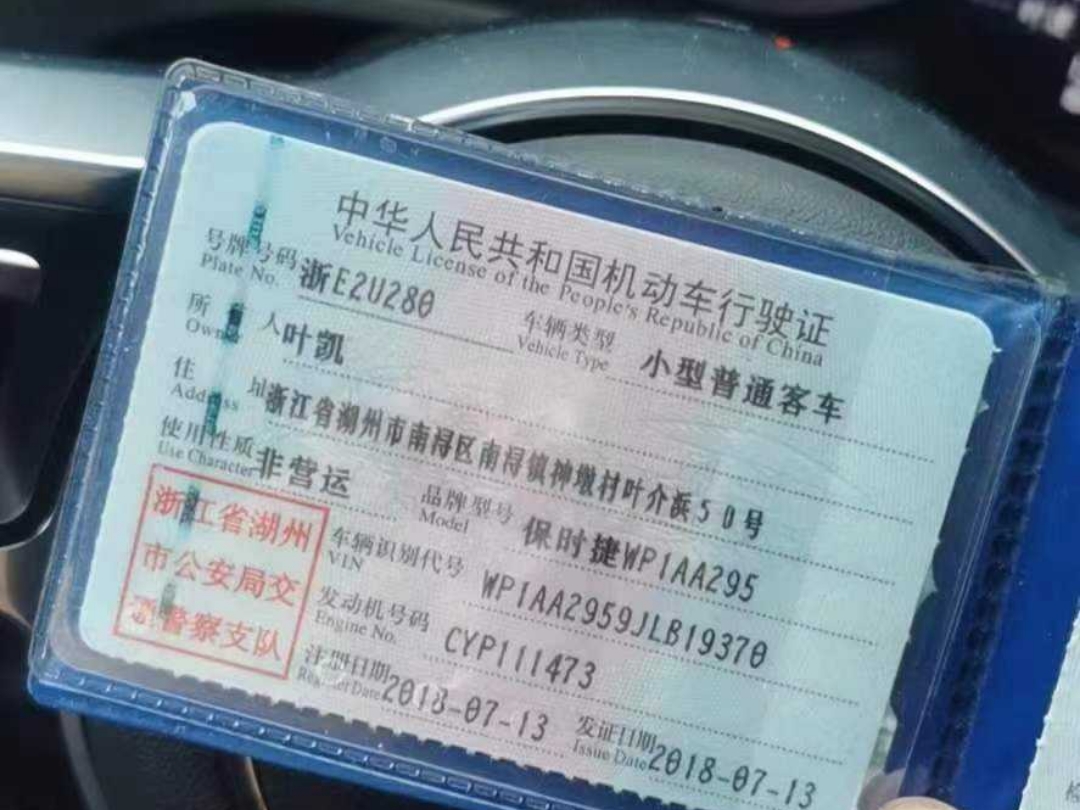 中华人民共和国机动车行驶证
Vehicle License of the People's Republic of China
号牌号码 浙E2U280 车辆类型 小型普通客车
Plate No. Vehicle Type
所 人 叶凯
Owner
住 址 浙江省湖州市南得区南得镇神墩村叶介浜50号
Address
使用性质 非营运 品牌型号 保时捷WP1AA295
Use Character Model
浙江省湖州
市公安局交
警察支队
车辆识别代号 WP1AA2959JLB19370
VIN
发动机号码 CYP111473
Engine No.
注册日期 2018-07-13 发证日期 2018-07-13
Register Date Issue Date